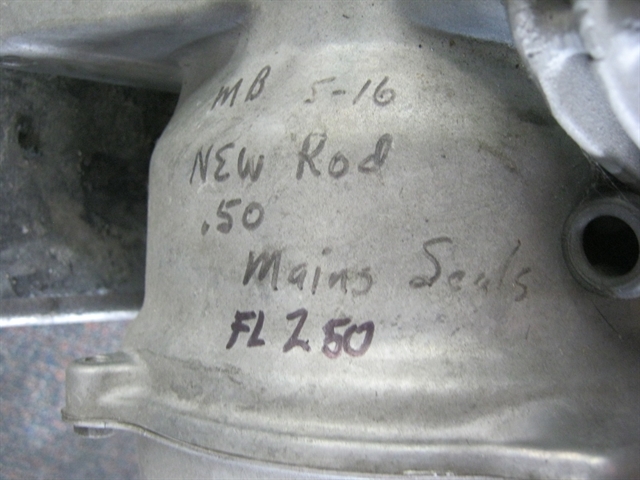 MB 5-16
NEW Rod
.50
Mains Seals
FL 250